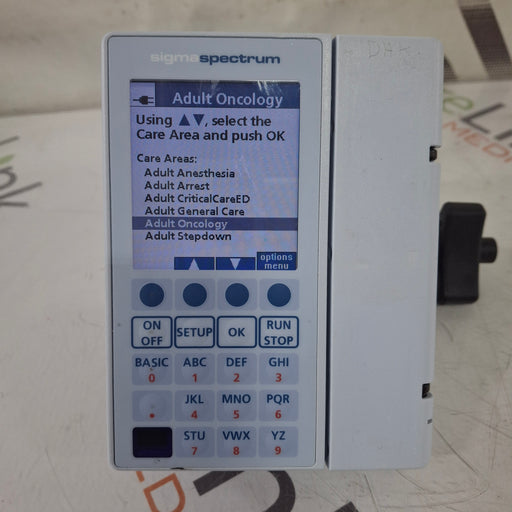 sigmaspectrum
Adult Oncology
Using ▲▼, select the
Care Area and push OK
Care Areas:
Adult Anesthesia
Adult Arrest
Adult CriticalCareED
Adult General Care
Adult Oncology
Adult Stepdown
options
menu
ON
OFF
SETUP
OK
RUN
STOP
BASIC ABC DEF GHI
0 1 2 3
JKL MNO PQR
. 4 5 6
STU VWX YZ
7 8 9